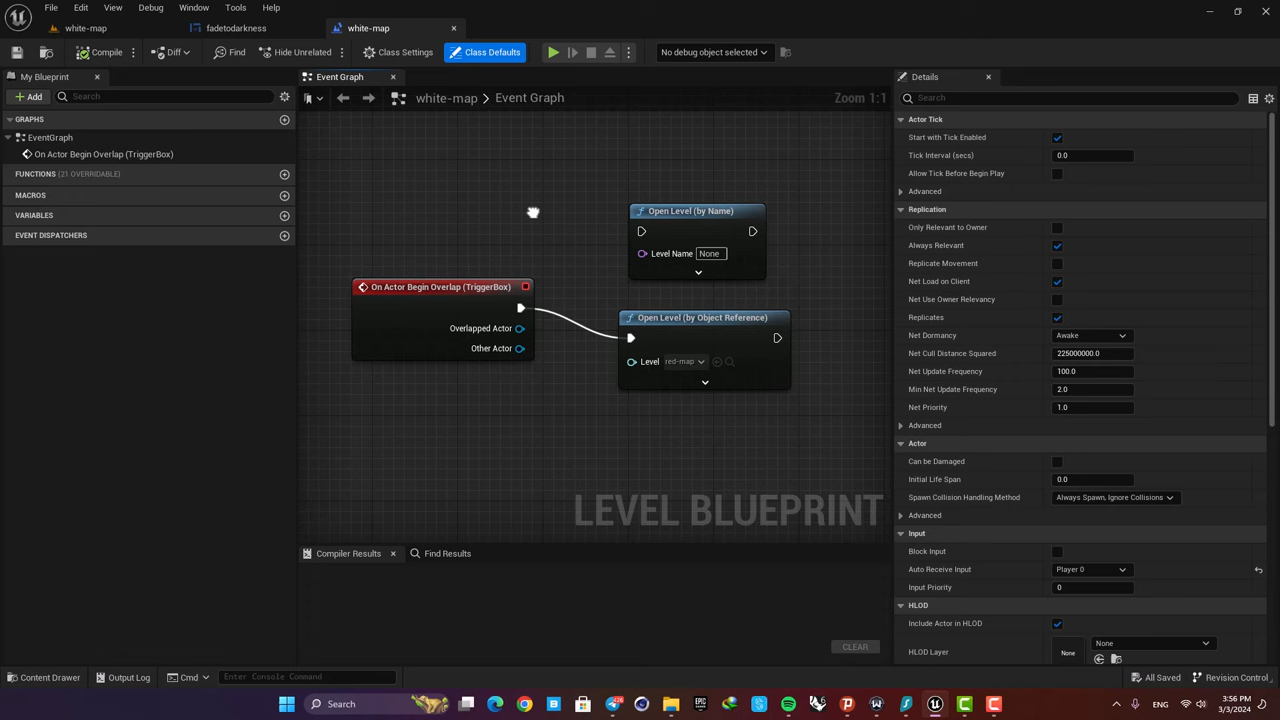 File Edit View Debug Window Tools Help
white-map fadetodarkness white-map
Compile Diff Find Hide Unrelated Class Settings Class Defaults No debug object selected
My Blueprint Event Graph Details
Add Search white-map > Event Graph Zoom 1:1 Search
GRAPHS
EventGraph
On Actor Begin Overlap (TriggerBox)
FUNCTIONS (21 OVERRIDABLE)
MACROS
VARIABLES
EVENT DISPATCHERS
Open Level (by Name)
Level Name None
On Actor Begin Overlap (TriggerBox)
Overlapped Actor
Other Actor
Open Level (by Object Reference)
Level red-map
LEVEL BLUEPRINT
Compiler Results Find Results
CLEAR
Actor Tick
Start with Tick Enabled
Tick Interval (secs) 0.0
Allow Tick Before Begin Play
Advanced
Replication
Only Relevant to Owner
Always Relevant
Replicate Movement
Net Load on Client
Net Use Owner Relevancy
Replicates
Net Dormancy Awake
Net Cull Distance Squared 225000000.0
Net Update Frequency 100.0
Min Net Update Frequency 2.0
Net Priority 1.0
Advanced
Actor
Can be Damaged
Initial Life Span 0.0
Spawn Collision Handling Method Always Spawn, Ignore Collisions
Advanced
Input
Block Input
Auto Receive Input Player 0
Input Priority 0
HLOD
Include Actor in HLOD
HLOD Layer None None
Content Drawer Output Log Cmd Enter Console Command All Saved Revision Control
Search 3:56 PM
3/3/2024